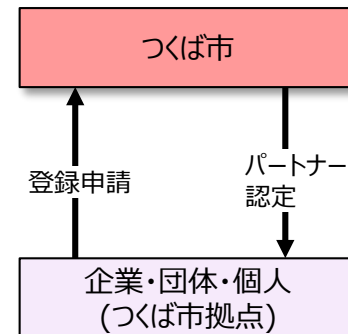 つくば市
登録申請
パートナー
認定
企業・団体・個人
(つくば市拠点)